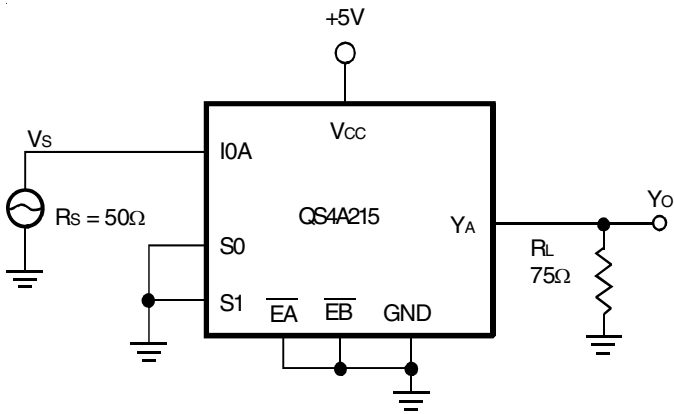 +5V
VCC
VS
I0A
RS = 50Ω
QS4A215
YA
YO
RL
75Ω
S0
S1
EA
EB
GND